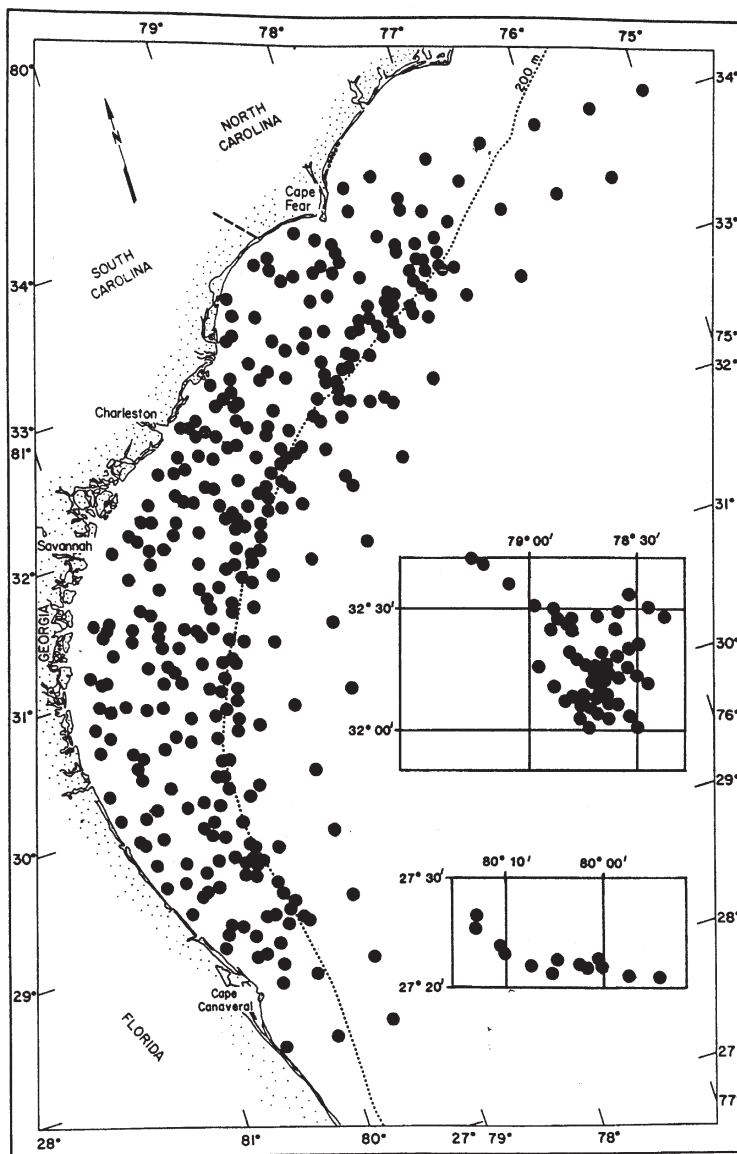 79° 78° 77° 76° 75°
80°
34°
200 m.
N
NORTH
CAROLINA
Cape
Fear
33°
SOUTH
CAROLINA
34°
75°
32°
Charleston
33°
81°
31°
Savannah
32°
GEORGIA
79° 00' 78° 30'
32° 30'
32° 00'
30°
76°
31°
29°
30°
80° 10' 80° 00'
27° 30'
27° 20'
28°
29°
Cape
Canaveral
FLORIDA
27°
77°
28° 81° 80° 27° 79° 78°